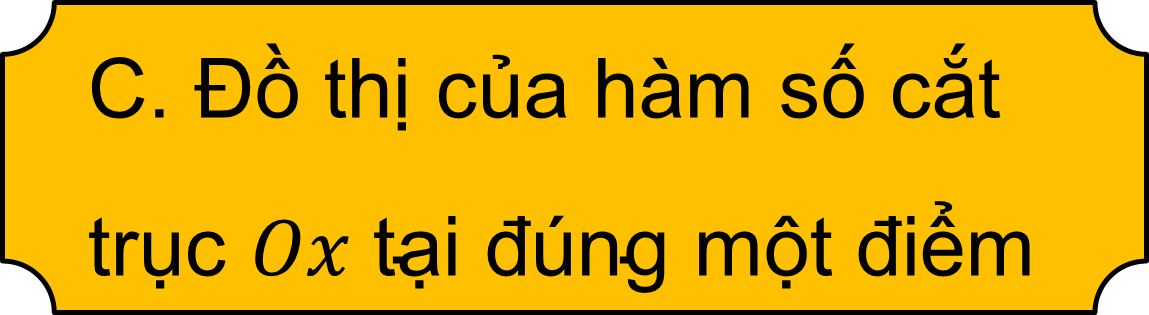 C. Đồ thị của hàm số cắt
trục 𝑂𝑥 tại đúng một điểm